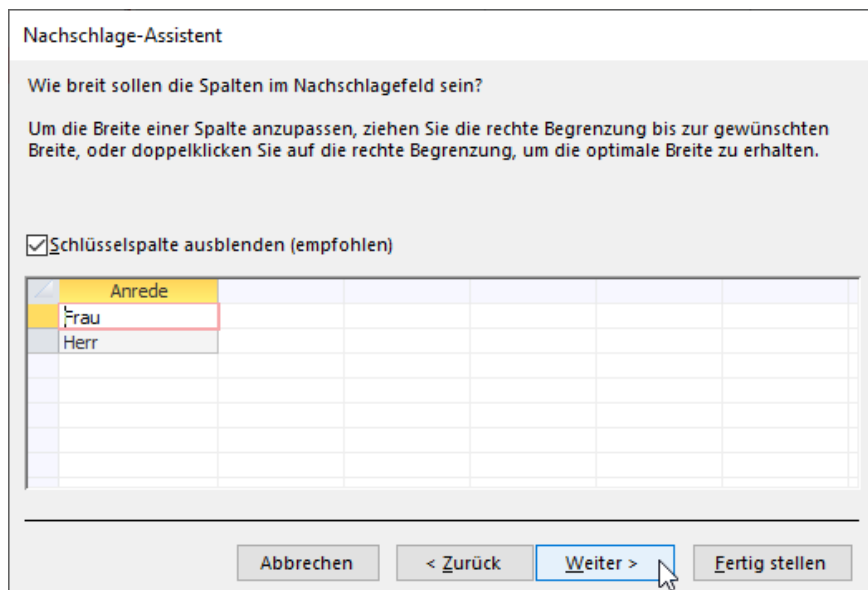 Nachschlage-Assistent
Wie breit sollen die Spalten im Nachschlagefeld sein?
Um die Breite einer Spalte anzupassen, ziehen Sie die rechte Begrenzung bis zur gewünschten
Breite, oder doppelklicken Sie auf die rechte Begrenzung, um die optimale Breite zu erhalten.
Schlüsselspalte ausblenden (empfohlen)
Anrede
Frau
Herr
Abbrechen < Zurück Weiter > Fertig stellen